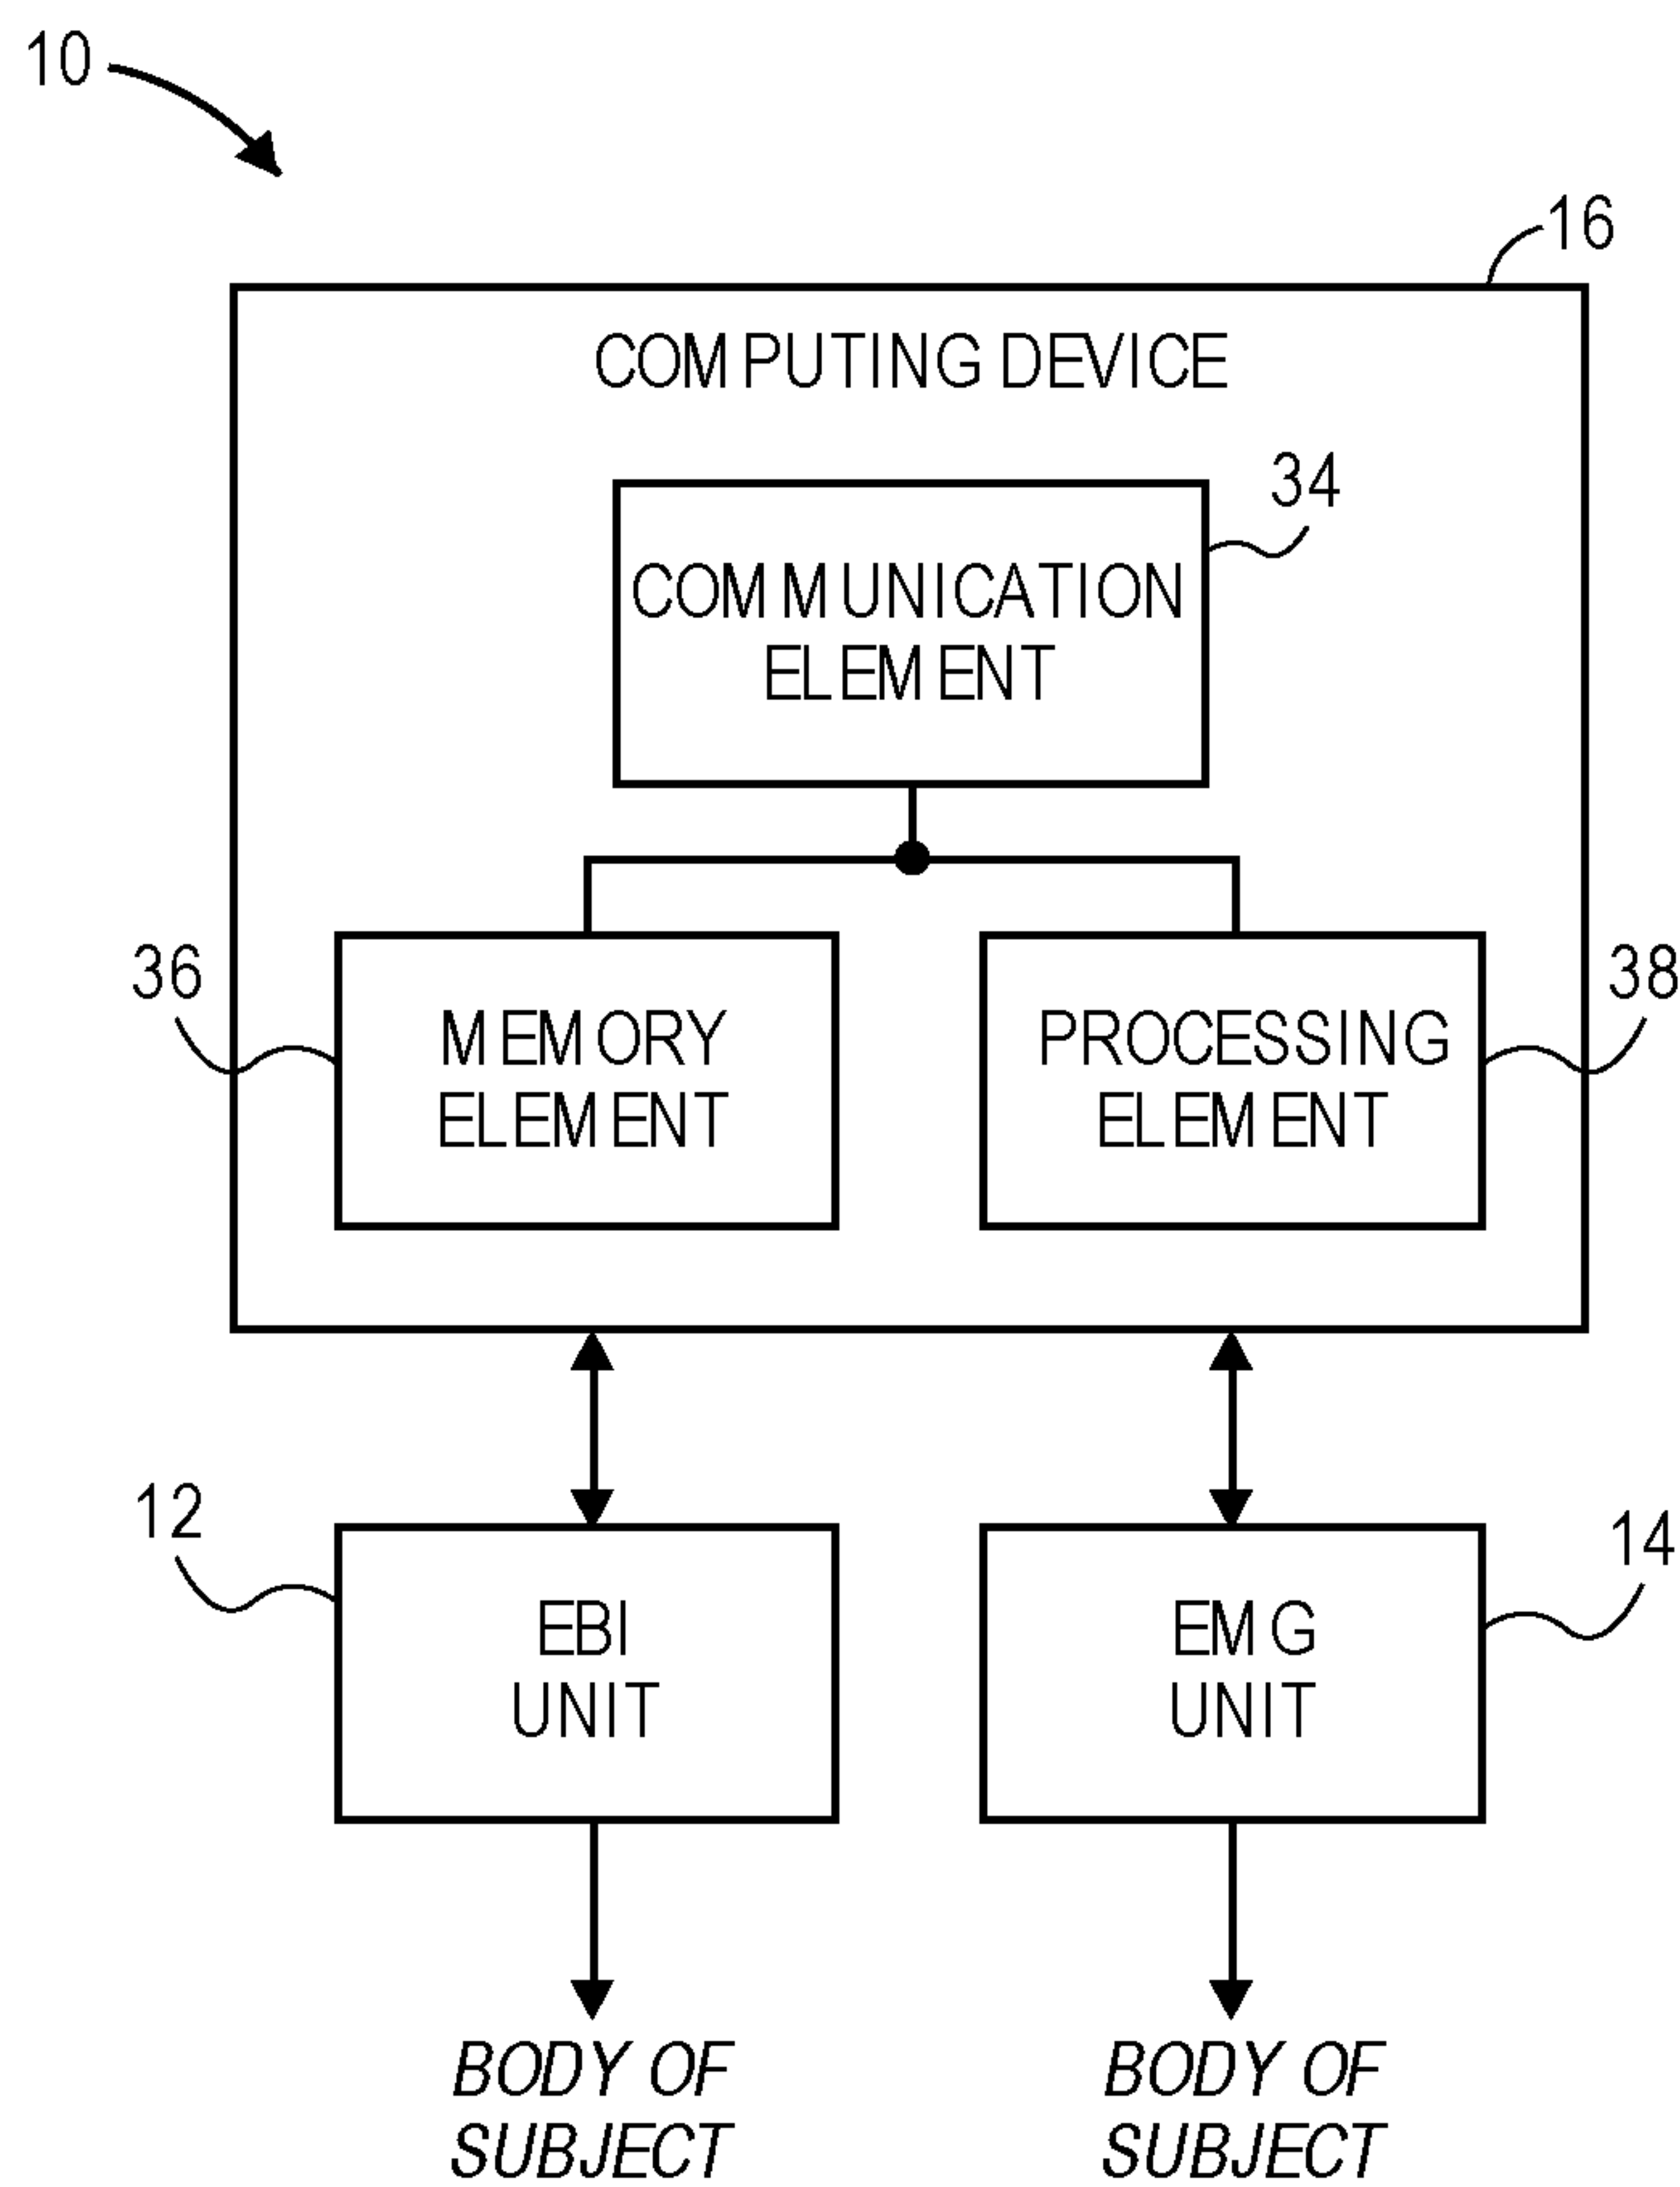 10
16
COMPUTING DEVICE
34
COMMUNICATION
ELEMENT
36
38
MEMORY
ELEMENT
PROCESSING
ELEMENT
12
14
EBI
UNIT
EMG
UNIT
BODY OF
SUBJECT
BODY OF
SUBJECT